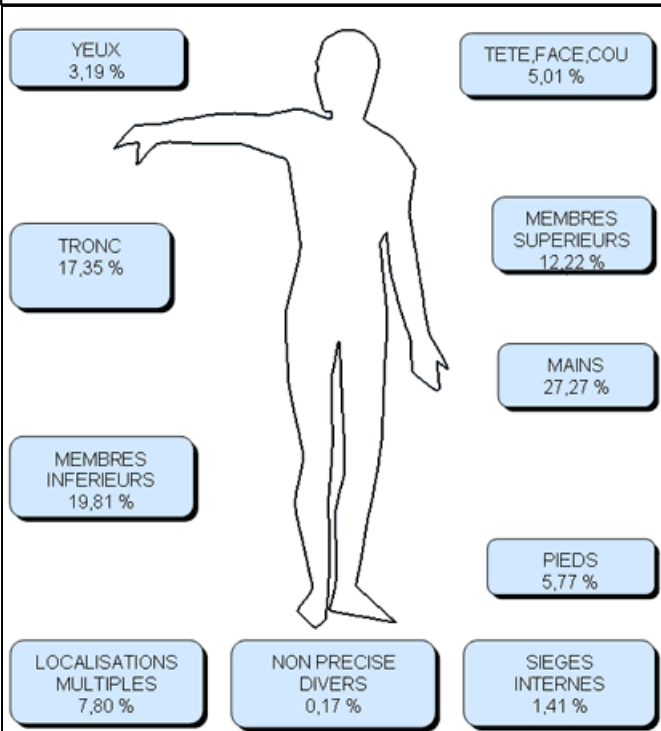 YEUX
3,19 %
TETE,FACE,COU
5,01 %
TRONC
17,35 %
MEMBRES
SUPERIEURS
12,22 %
MAINS
27,27 %
MEMBRES
INFERIEURS
19,81 %
PIEDS
5,77 %
LOCALISATIONS
MULTIPLES
7,80 %
NON PRECISE
DIVERS
0,17 %
SIEGES
INTERNES
1,41 %